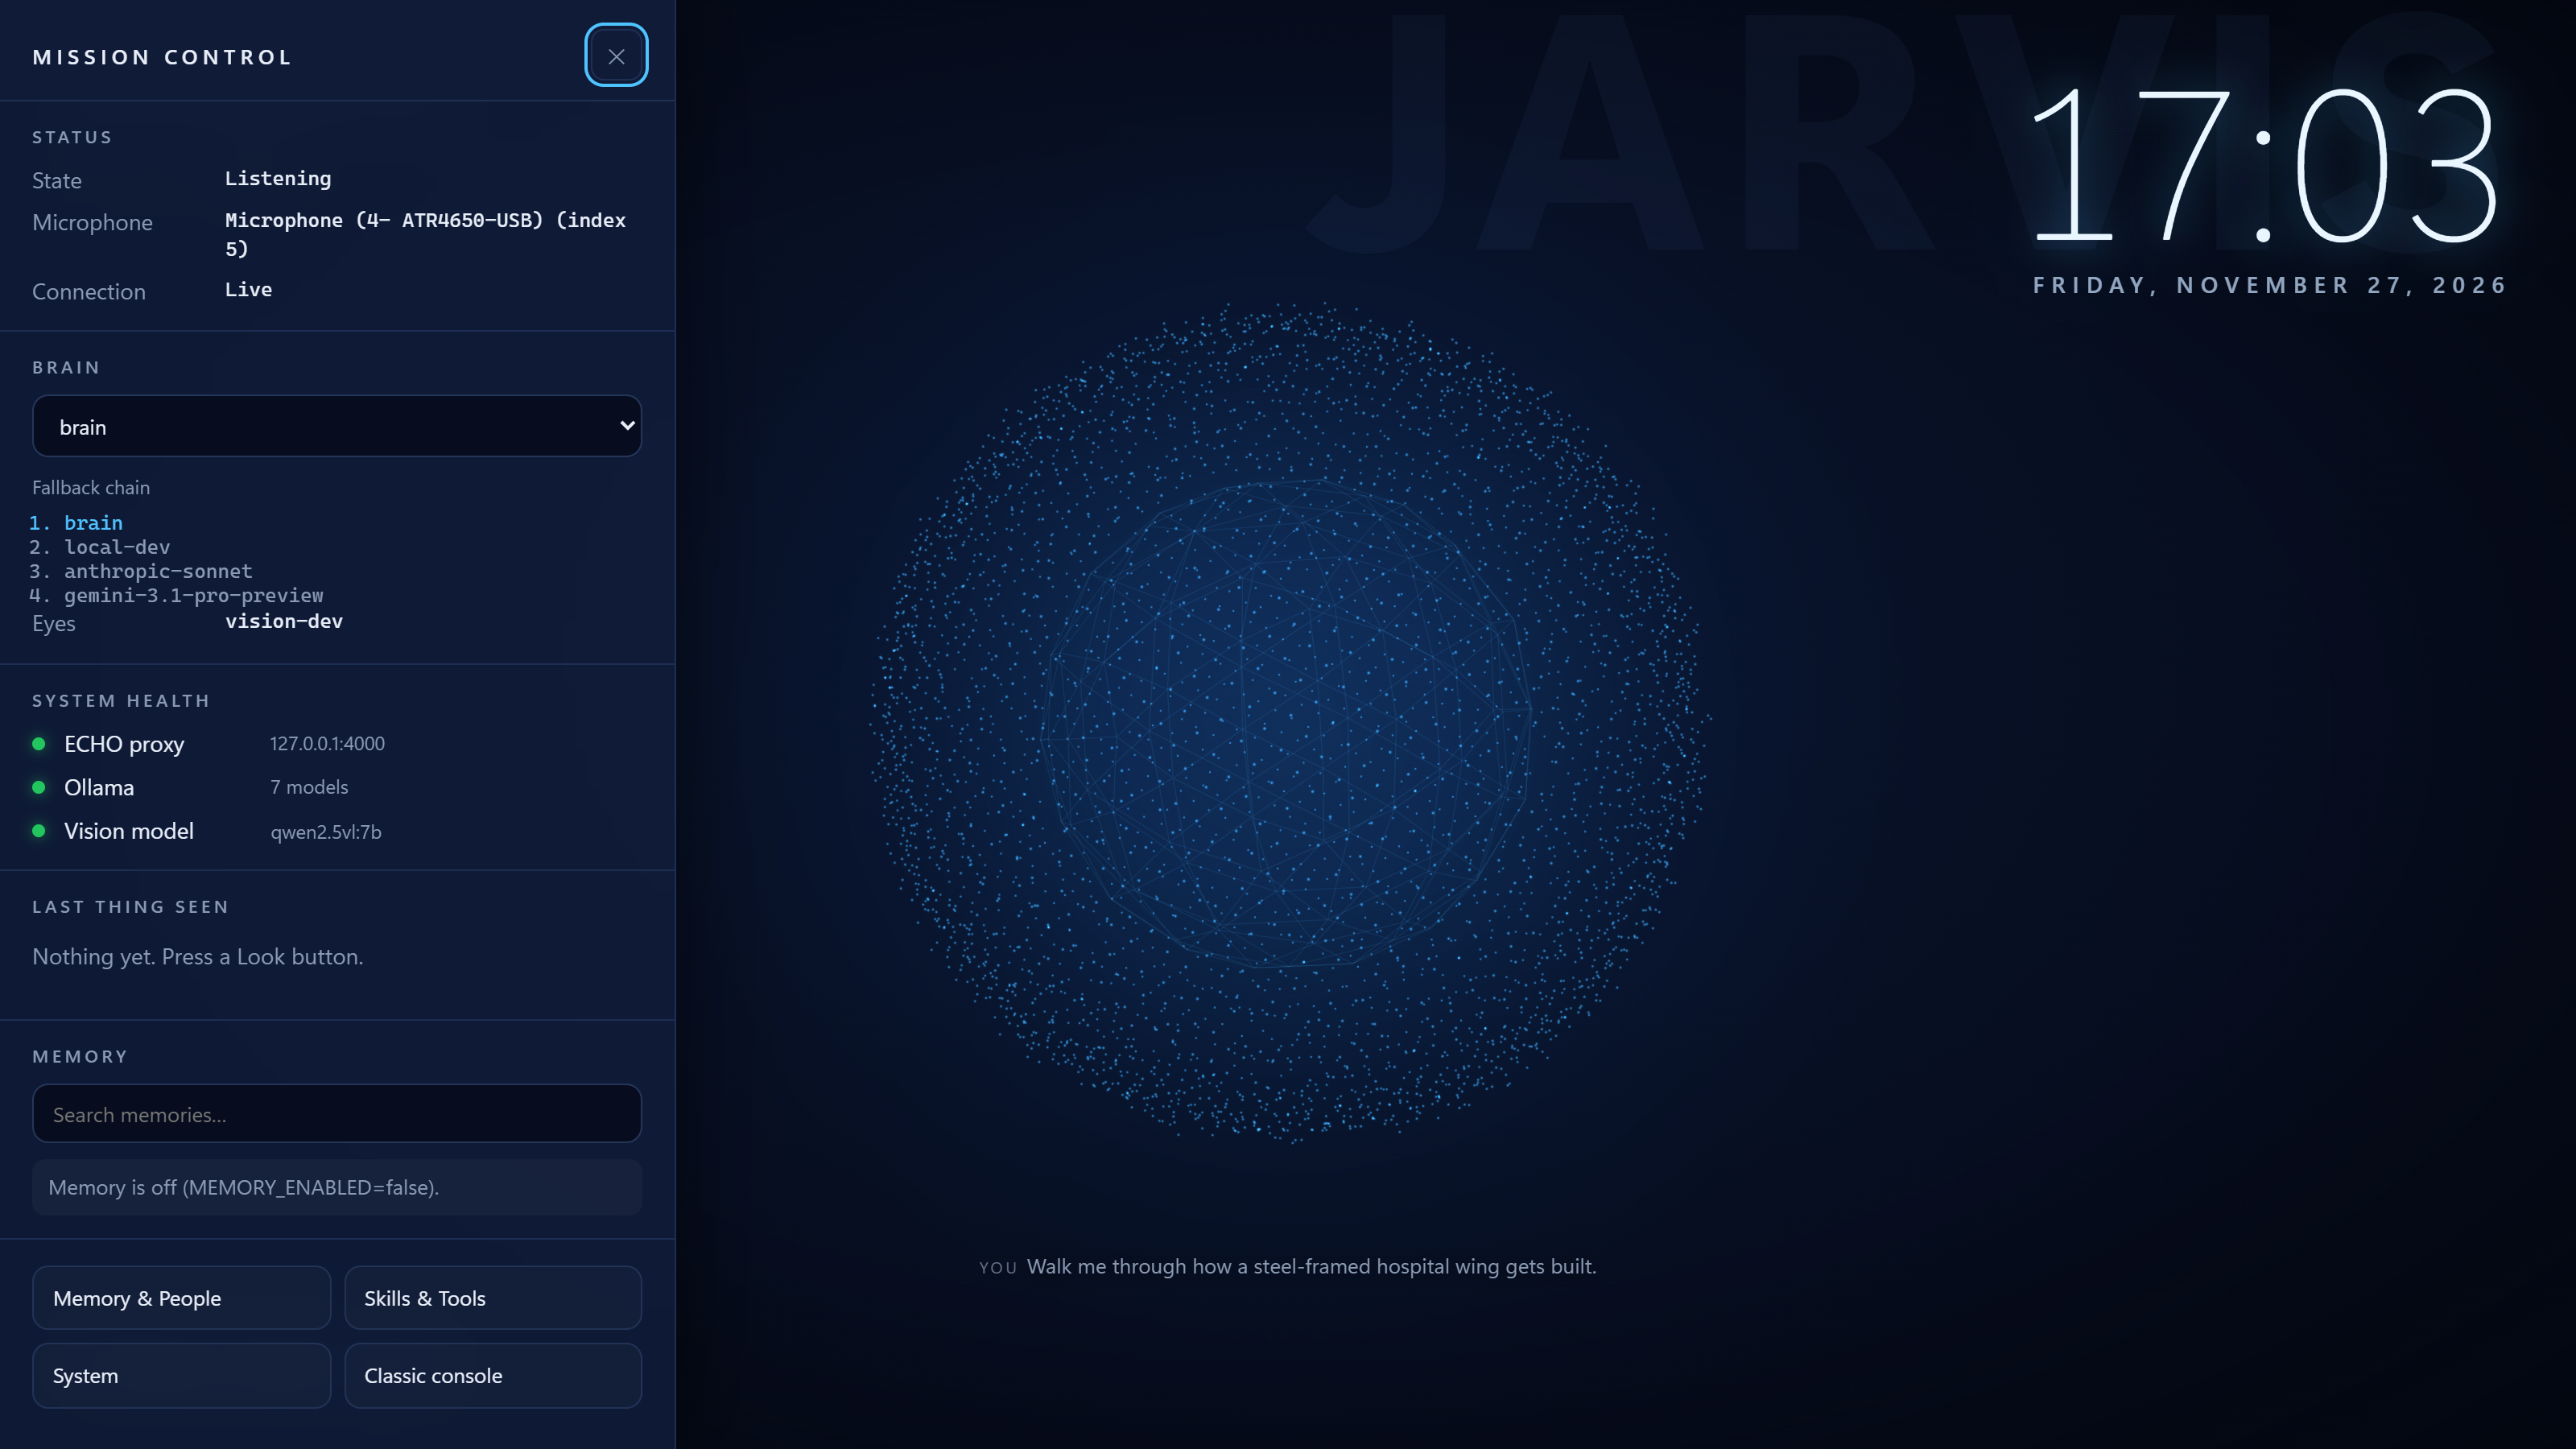 MISSION CONTROL
STATUS
State Listening
Microphone Microphone (4- ATR4650-USB) (index
5)
Connection Live
BRAIN
brain
Fallback chain
1. brain
2. local-dev
3. anthropic-sonnet
4. gemini-3.1-pro-preview
Eyes vision-dev
SYSTEM HEALTH
ECHO proxy 127.0.0.1:4000
Ollama 7 models
Vision model qwen2.5vl:7b
LAST THING SEEN
Nothing yet. Press a Look button.
MEMORY
Search memories...
Memory is off (MEMORY_ENABLED=false).
Memory & People Skills & Tools
System Classic console
JARVIS
17:03
FRIDAY, NOVEMBER 27, 2026
YOU Walk me through how a steel-framed hospital wing gets built.